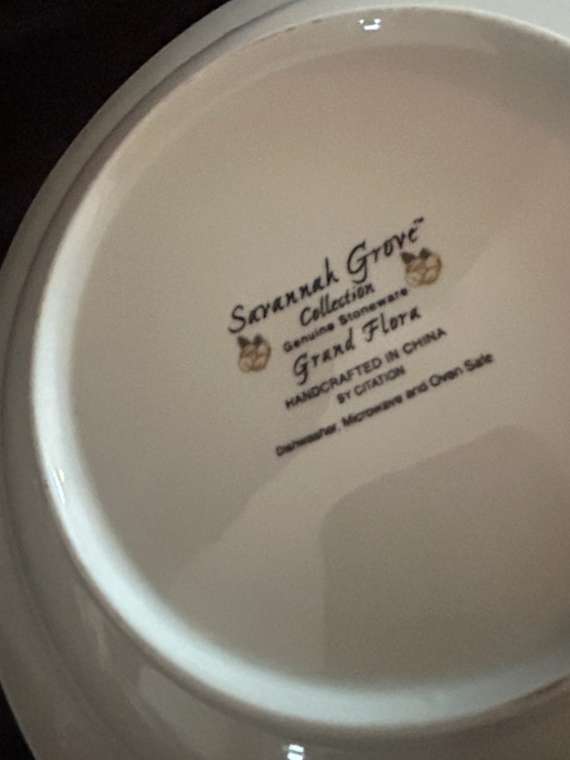 Savannah Grove™
Collection
Genuine Stoneware
Grand Flora
HANDCRAFTED IN CHINA
BY CITATION
Dishwasher, Microwave and Oven Safe